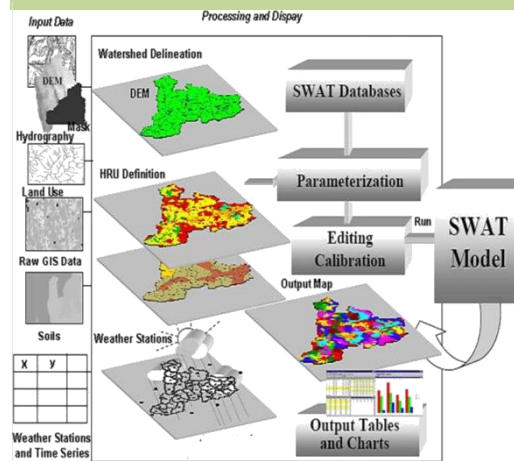 Processing and Dispay
Input Data
DEM
Mask
Hydrography
Land Use
Raw GIS Data
Soils
x y
Weather Stations
and Time Series
Watershed Delineation
DEM
HRU Definition
Weather Stations
SWAT Databases
Parameterization
Editing
Calibration
Run
SWAT
Model
Output Map
Output Tables
and Charts